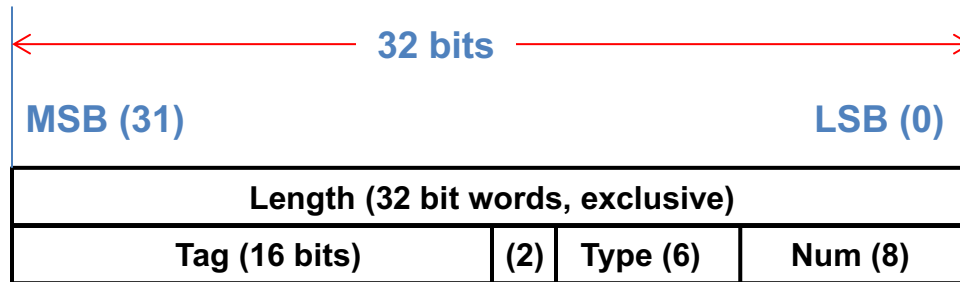 32 bits
MSB (31) LSB (0)
Length (32 bit words, exclusive)
Tag (16 bits) (2) Type (6) Num (8)